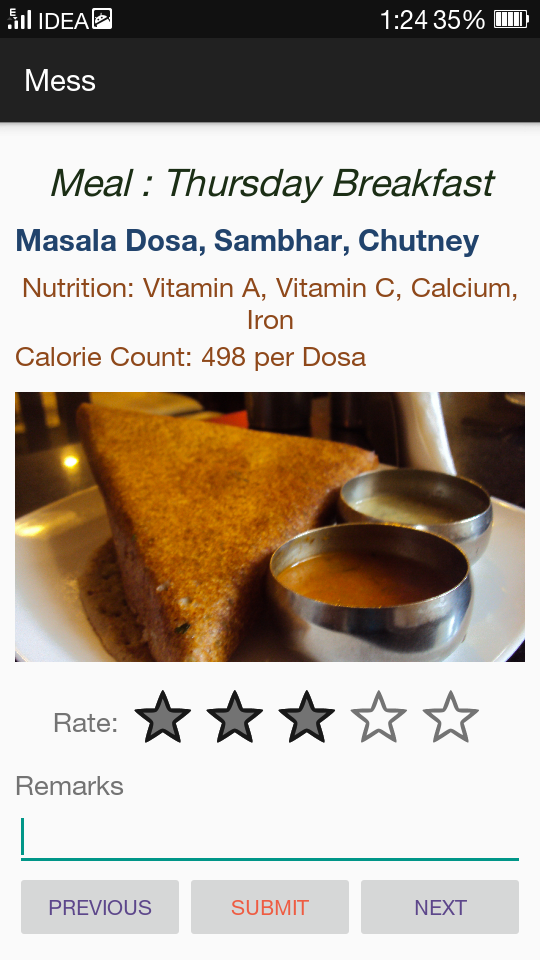 E IDEA 1:24 35%
Mess
Meal : Thursday Breakfast
Masala Dosa, Sambhar, Chutney
Nutrition: Vitamin A, Vitamin C, Calcium,
Iron
Calorie Count: 498 per Dosa
Rate:
Remarks
PREVIOUS SUBMIT NEXT